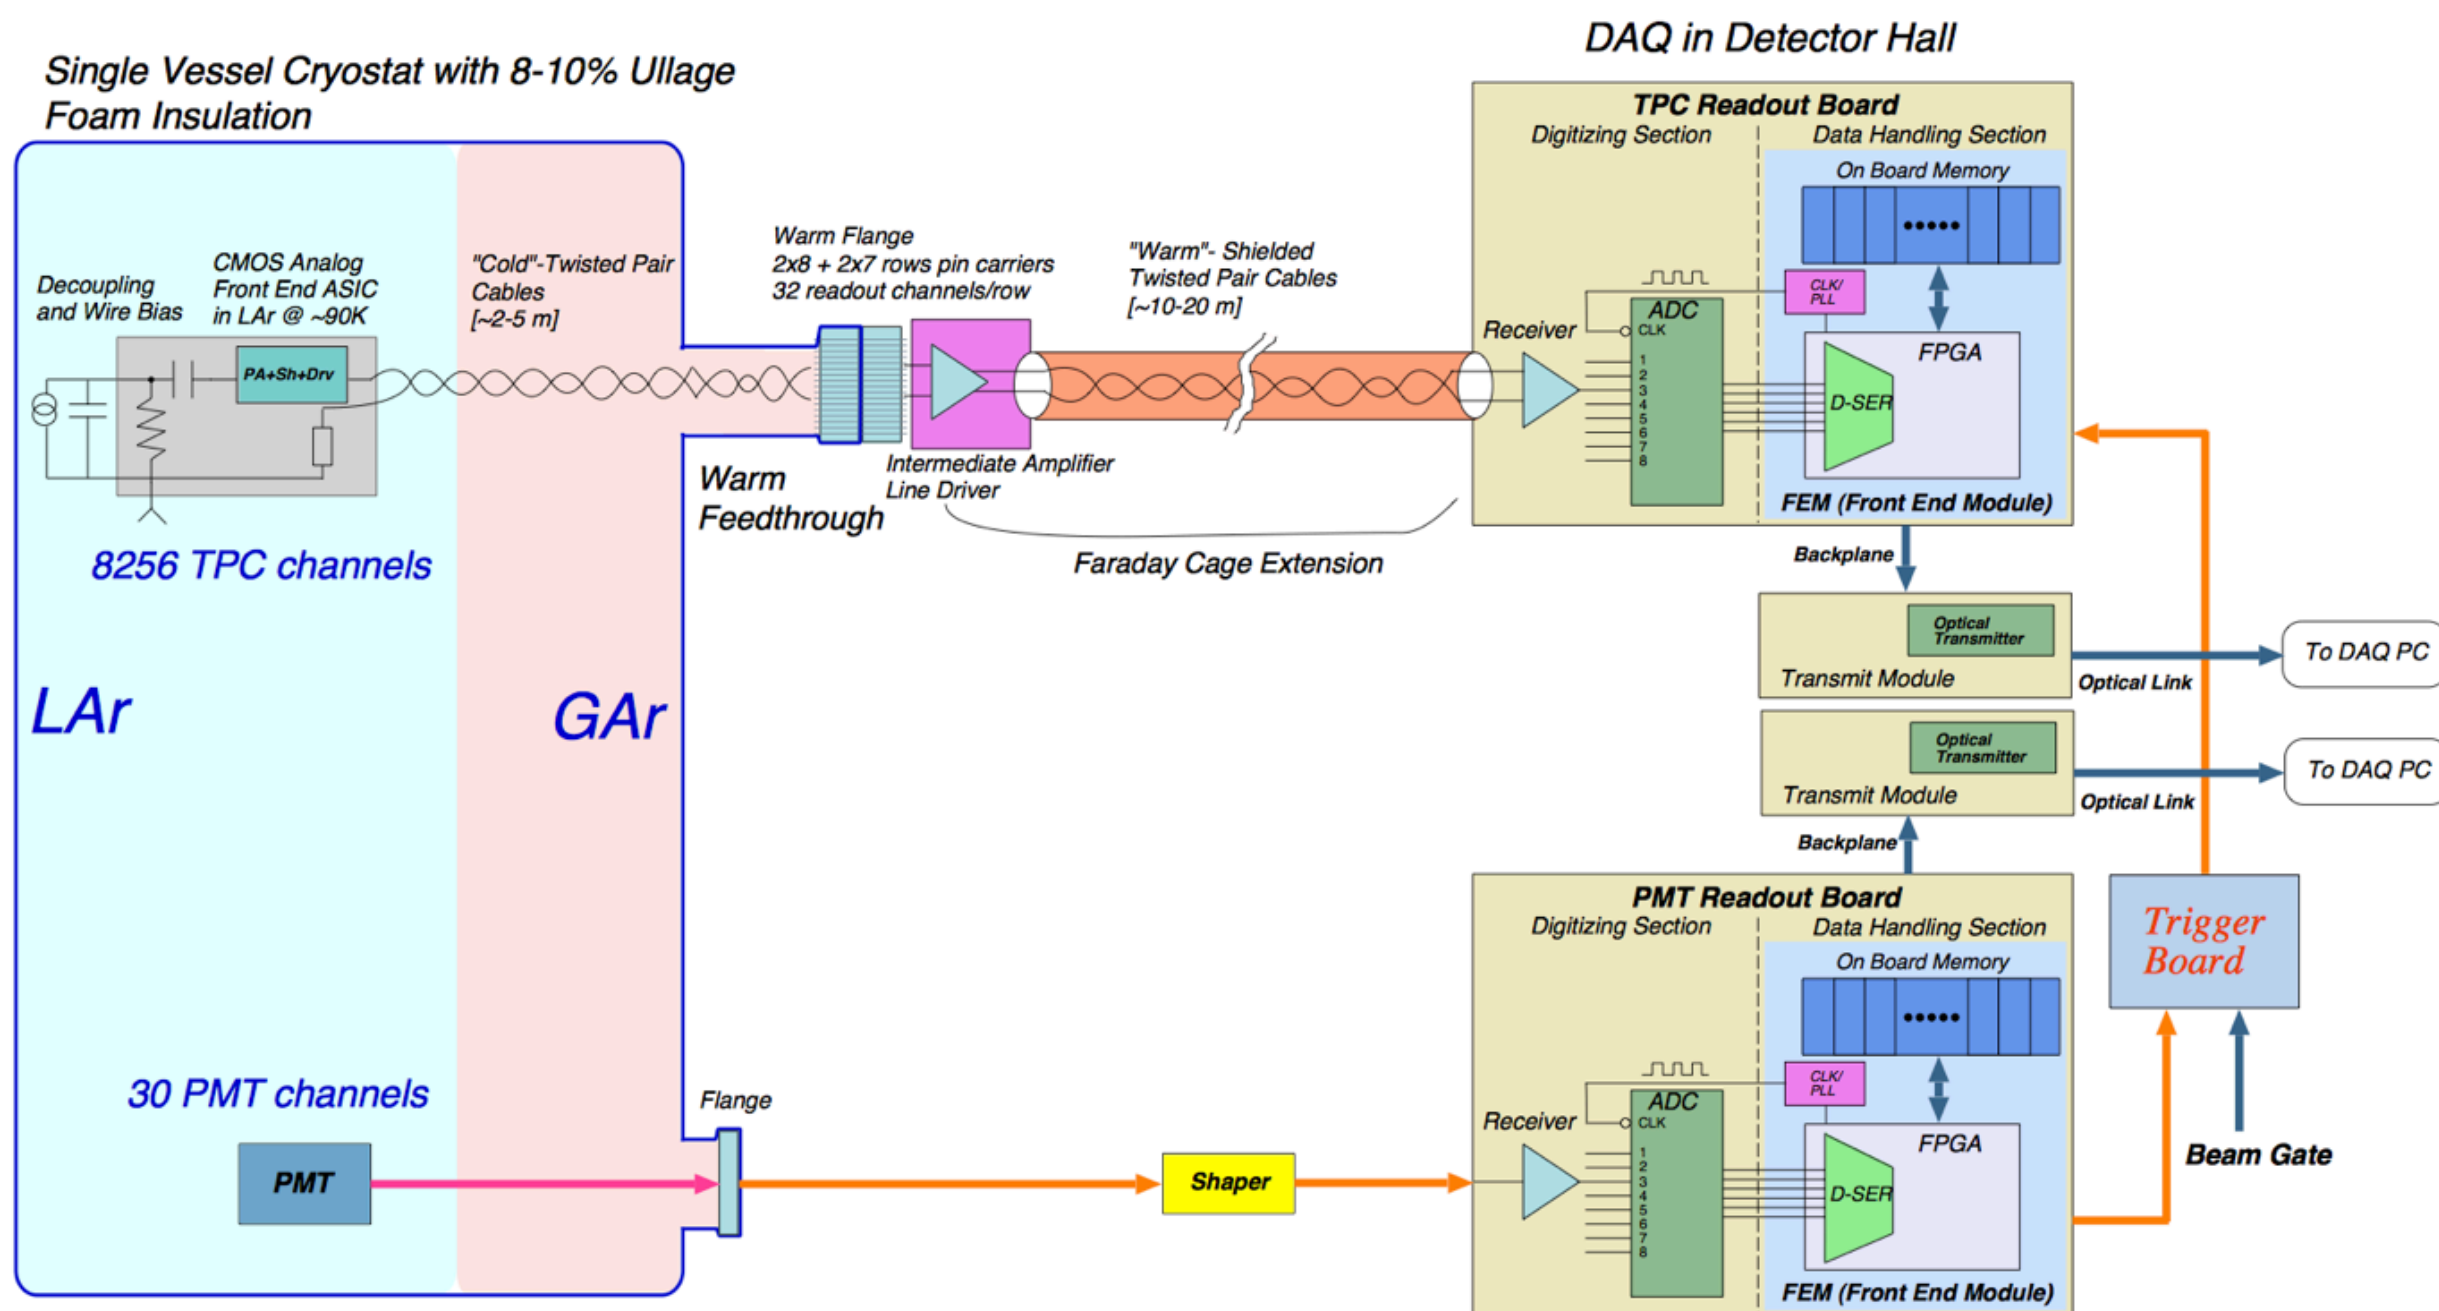 DAQ in Detector Hall
Single Vessel Cryostat with 8-10% Ullage
Foam Insulation
Decoupling
and Wire Bias
CMOS Analog
Front End ASIC
in LAr @ ~90K
PA+Sh+Drv
"Cold"-Twisted Pair
Cables
[~2-5 m]
Warm Flange
2x8 + 2x7 rows pin carriers
32 readout channels/row
"Warm"- Shielded
Twisted Pair Cables
[~10-20 m]
Warm
Feedthrough
Intermediate Amplifier
Line Driver
Faraday Cage Extension
8256 TPC channels
LAr
GAr
30 PMT channels
PMT
Flange
Shaper
TPC Readout Board
Digitizing Section
Data Handling Section
On Board Memory
Receiver
ADC
CLK
1
2
3
4
5
6
7
8
CLK/
PLL
FPGA
D-SER
FEM (Front End Module)
Backplane
Optical
Transmitter
Transmit Module
Optical Link
To DAQ PC
Optical
Transmitter
Transmit Module
Optical Link
To DAQ PC
Backplane
PMT Readout Board
Digitizing Section
Data Handling Section
On Board Memory
Receiver
ADC
CLK
1
2
3
4
5
6
7
8
CLK/
PLL
FPGA
D-SER
FEM (Front End Module)
Trigger
Board
Beam Gate